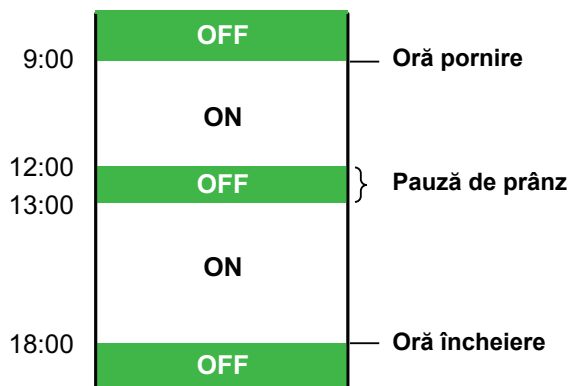 OFF
9:00 Oră pornire
ON
12:00
OFF Pauză de prânz
13:00
ON
18:00 Oră încheiere
OFF